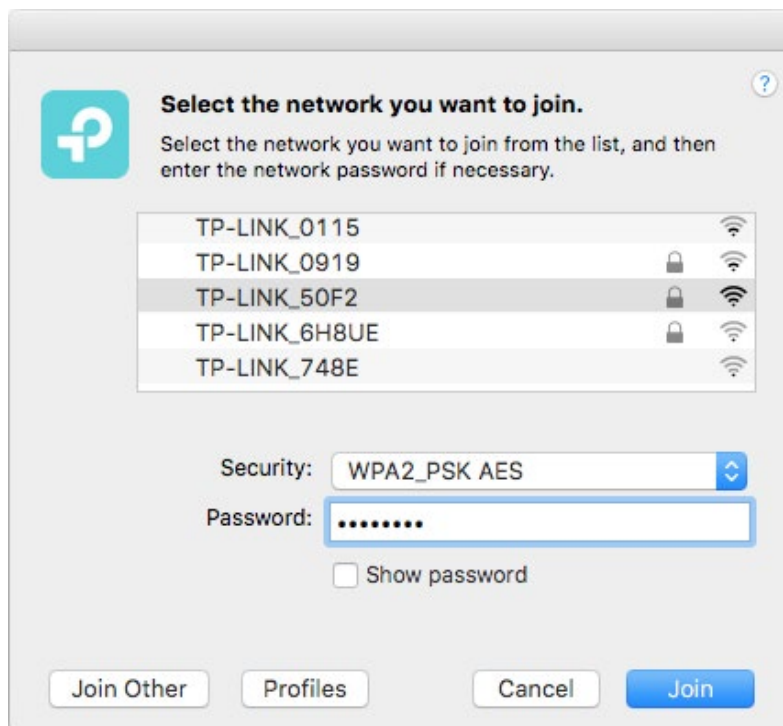 ?
Select the network you want to join.
Select the network you want to join from the list, and then
enter the network password if necessary.
TP-LINK_0115
TP-LINK_0919
TP-LINK_50F2
TP-LINK_6H8UE
TP-LINK_748E
Security: WPA2_PSK AES
Password: ••••••••
Show password
Join Other Profiles Cancel Join